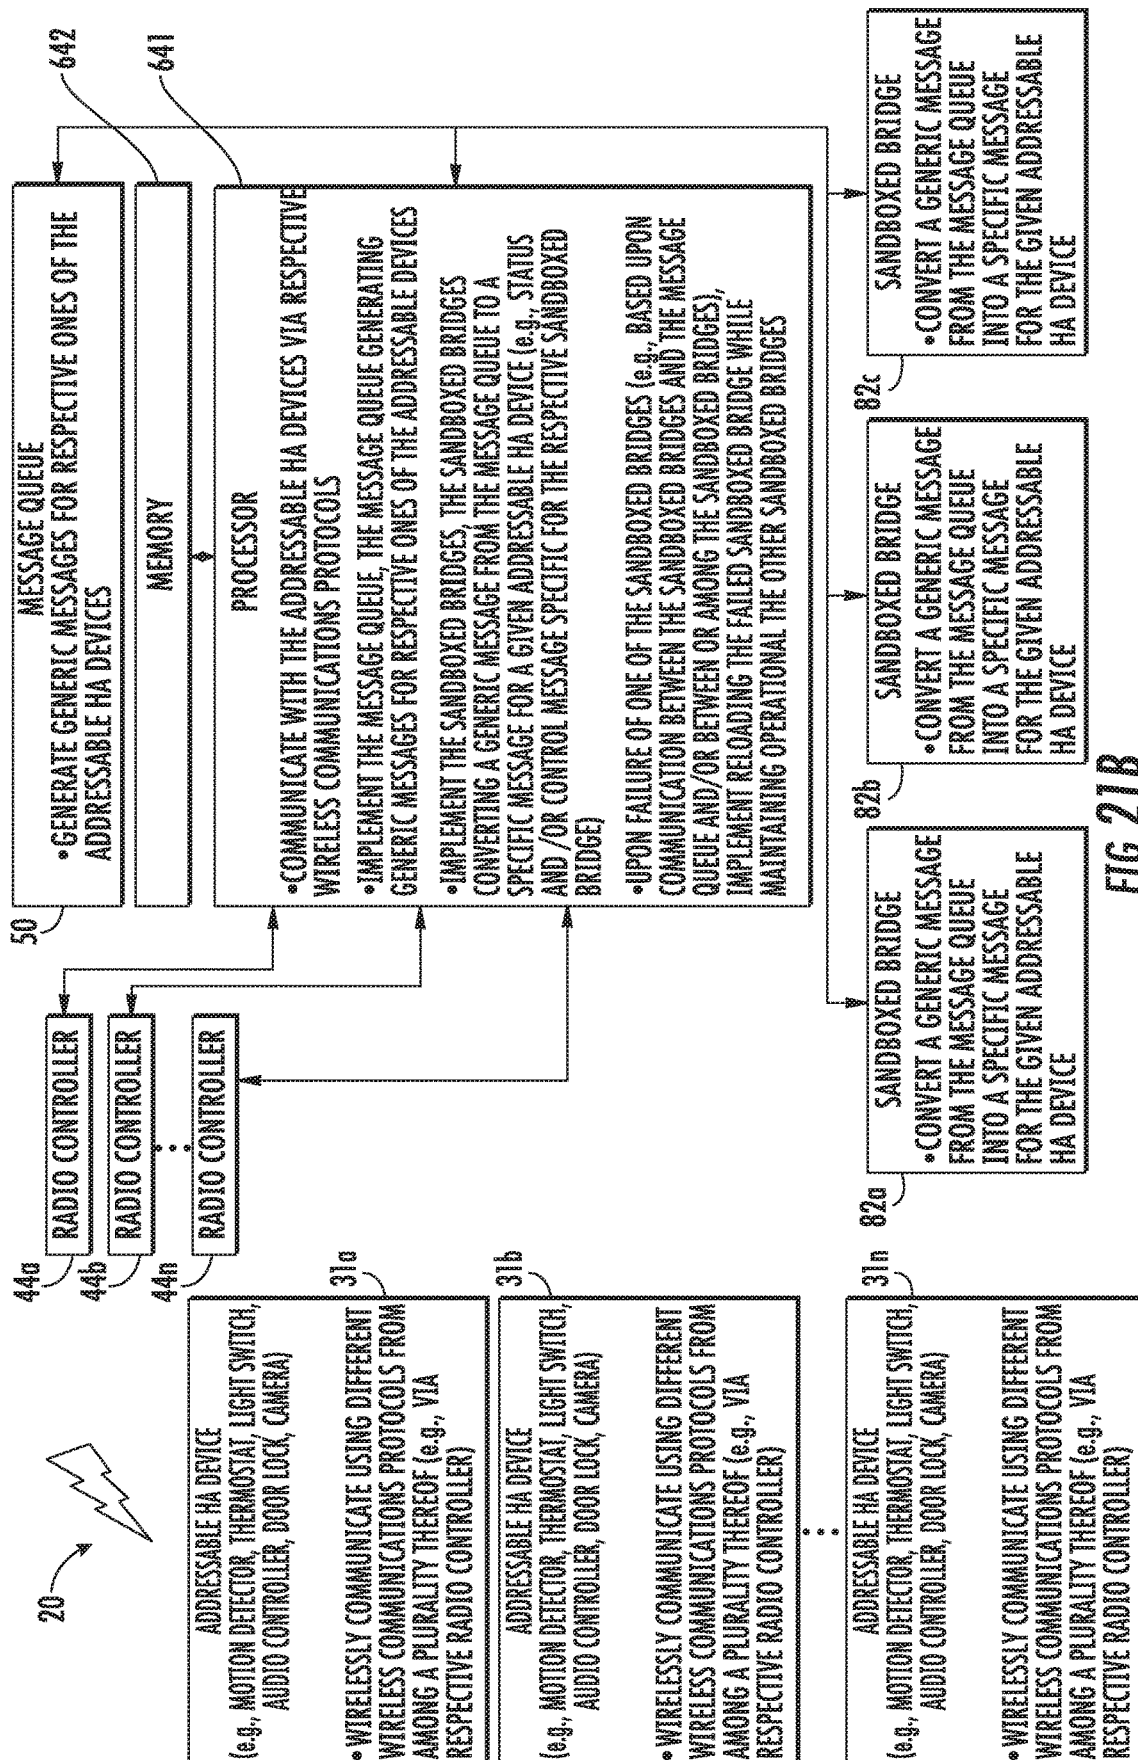 20
ADDRESSABLE HA DEVICE
(e.g., MOTION DETECTOR, THERMOSTAT, LIGHT SWITCH,
AUDIO CONTROLLER, DOOR LOCK, CAMERA)
• WIRELESSLY COMMUNICATE USING DIFFERENT
WIRELESS COMMUNICATIONS PROTOCOLS FROM
AMONG A PLURALITY THEREOF (e.g., VIA
RESPECTIVE RADIO CONTROLLER)
31a
ADDRESSABLE HA DEVICE
(e.g., MOTION DETECTOR, THERMOSTAT, LIGHT SWITCH,
AUDIO CONTROLLER, DOOR LOCK, CAMERA)
• WIRELESSLY COMMUNICATE USING DIFFERENT
WIRELESS COMMUNICATIONS PROTOCOLS FROM
AMONG A PLURALITY THEREOF (e.g., VIA
RESPECTIVE RADIO CONTROLLER)
31b
ADDRESSABLE HA DEVICE
(e.g., MOTION DETECTOR, THERMOSTAT, LIGHT SWITCH,
AUDIO CONTROLLER, DOOR LOCK, CAMERA)
• WIRELESSLY COMMUNICATE USING DIFFERENT
WIRELESS COMMUNICATIONS PROTOCOLS FROM
AMONG A PLURALITY THEREOF (e.g., VIA
RESPECTIVE RADIO CONTROLLER)
31n
44a
RADIO CONTROLLER
44b
RADIO CONTROLLER
44n
RADIO CONTROLLER
50
MESSAGE QUEUE
• GENERATE GENERIC MESSAGES FOR RESPECTIVE ONES OF THE
ADDRESSABLE HA DEVICES
MEMORY
642
PROCESSOR
641
• COMMUNICATE WITH THE ADDRESSABLE HA DEVICES VIA RESPECTIVE
WIRELESS COMMUNICATIONS PROTOCOLS
• IMPLEMENT THE MESSAGE QUEUE, THE MESSAGE QUEUE GENERATING
GENERIC MESSAGES FOR RESPECTIVE ONES OF THE ADDRESSABLE DEVICES
• IMPLEMENT THE SANDBOXED BRIDGES, THE SANDBOXED BRIDGES
CONVERTING A GENERIC MESSAGE FROM THE MESSAGE QUEUE TO A
SPECIFIC MESSAGE FOR A GIVEN ADDRESSABLE HA DEVICE (e.g., STATUS
AND /OR CONTROL MESSAGE SPECIFIC FOR THE RESPECTIVE SANDBOXED
BRIDGE)
• UPON FAILURE OF ONE OF THE SANDBOXED BRIDGES (e.g., BASED UPON
COMMUNICATION BETWEEN THE SANDBOXED BRIDGES AND THE MESSAGE
QUEUE AND/OR BETWEEN OR AMONG THE SANDBOXED BRIDGES),
IMPLEMENT RELOADING THE FAILED SANDBOXED BRIDGE WHILE
MAINTAINING OPERATIONAL THE OTHER SANDBOXED BRIDGES
82a
SANDBOXED BRIDGE
• CONVERT A GENERIC MESSAGE
FROM THE MESSAGE QUEUE
INTO A SPECIFIC MESSAGE
FOR THE GIVEN ADDRESSABLE
HA DEVICE
82b
SANDBOXED BRIDGE
• CONVERT A GENERIC MESSAGE
FROM THE MESSAGE QUEUE
INTO A SPECIFIC MESSAGE
FOR THE GIVEN ADDRESSABLE
HA DEVICE
82c
SANDBOXED BRIDGE
• CONVERT A GENERIC MESSAGE
FROM THE MESSAGE QUEUE
INTO A SPECIFIC MESSAGE
FOR THE GIVEN ADDRESSABLE
HA DEVICE
FIG. 21B